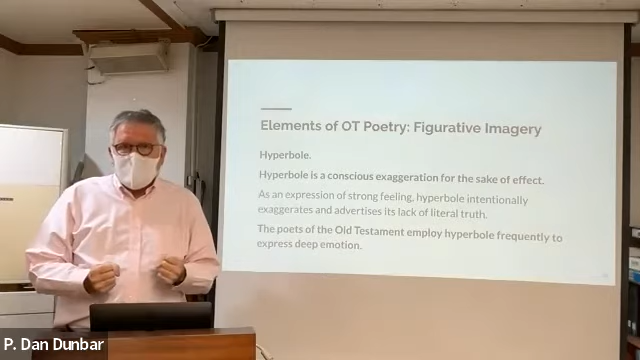 Elements of OT Poetry: Figurative Imagery
Hyperbole.
Hyperbole is a conscious exaggeration for the sake of effect.
As an expression of strong feeling, hyperbole intentionally
exaggerates and advertises its lack of literal truth.
The poets of the Old Testament employ hyperbole frequently to
express deep emotion.
P. Dan Dunbar